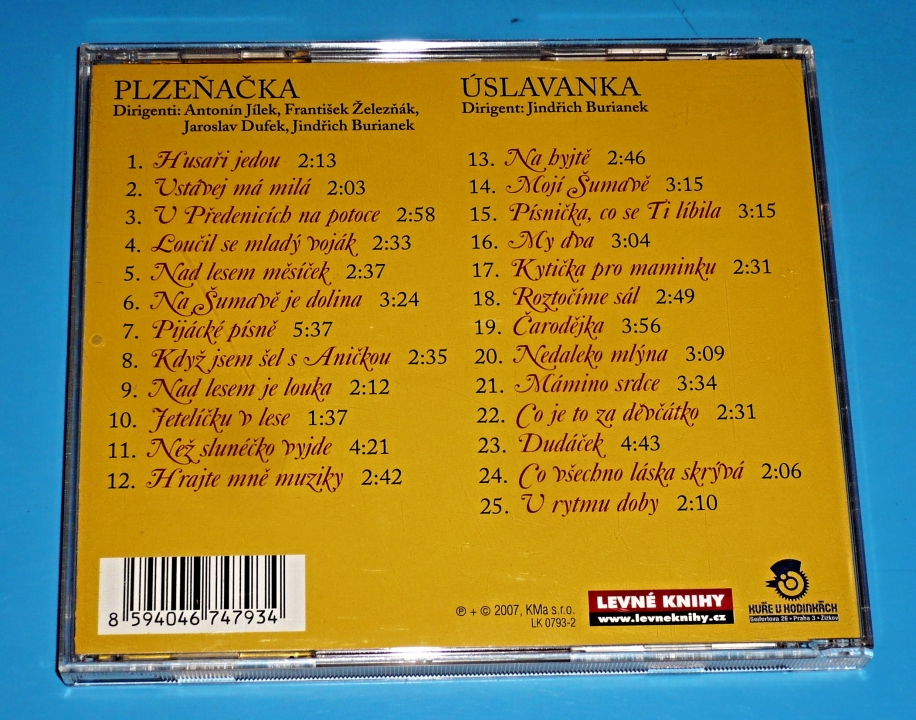 PLZEŇAČKA
Dirigenti: Antonín Jílek, František Železňák,
Jaroslav Dufek, Jindřich Burianek
1. Husaři jedou 2:13
2. Vstávej má milá 2:03
3. V Předenicích na potoce 2:58
4. Loučil se mladý voják 2:33
5. Nad lesem měsíček 2:37
6. Na Šumavě je dolina 3:24
7. Pijácké písně 5:37
8. Když jsem šel s Aničkou 2:35
9. Nad lesem je louka 2:12
10. Jetelíčku v lese 1:37
11. Než slunéčko vyjde 4:21
12. Hrajte mně muziky 2:42
ÚSLAVANKA
Dirigent: Jindřich Burianek
13. Na hyjtě 2:46
14. Mojí Šumavě 3:15
15. Písnička, co se Ti líbila 3:15
16. My dva 3:04
17. Kytička pro maminku 2:31
18. Roztočíme sál 2:49
19. Čarodějka 3:56
20. Nedaleko mlýna 3:09
21. Mámino srdce 3:34
22. Co je to za děvčátko 2:31
23. Dudáček 4:43
24. Co všechno láska skrývá 2:06
25. V rytmu doby 2:10
8 594046 747934
℗ + © 2007, KMa s.r.o.
LK 0793-2
LEVNÉ KNIHY
www.levneknihy.cz
KUŘE V HODINKÁCH
Seifertova 26 • Praha 3 • Žižkov